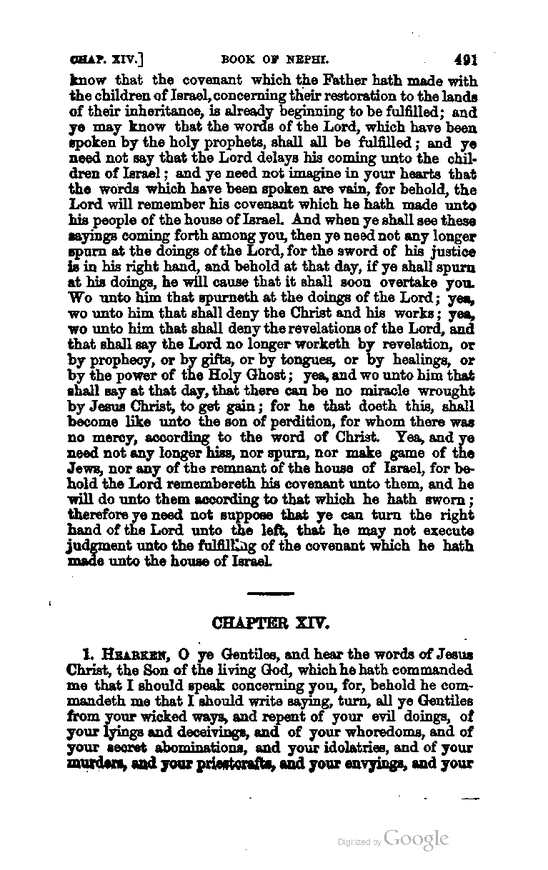 CHAP. XIV.] BOOK OF NEPHI. 491
know that the covenant which the Father hath made with
the children of Israel, concerning their restoration to the lands
of their inheritance, is already beginning to be fulfilled; and
ye may know that the words of the Lord, which have been
spoken by the holy prophets, shall all be fulfilled; and ye
need not say that the Lord delays his coming unto the chil-
dren of Israel; and ye need not imagine in your hearts that
the words which have been spoken are vain, for behold, the
Lord will remember his covenant which he hath made unto
his people of the house of Israel. And when ye shall see these
sayings coming forth among you, then ye need not any longer
spurn at the doings of the Lord, for the sword of his justice
is in his right hand, and behold at that day, if ye shall spurn
at his doings, he will cause that it shall soon overtake you.
Wo unto him that spurneth at the doings of the Lord; yea,
wo unto him that shall deny the Christ and his works; yea,
wo unto him that shall deny the revelations of the Lord, and
that shall say the Lord no longer worketh by revelation, or
by prophecy, or by gifts, or by tongues, or by healings, or
by the power of the Holy Ghost; yea, and wo unto him that
shall say at that day, that there can be no miracle wrought
by Jesus Christ, to get gain; for he that doeth this, shall
become like unto the son of perdition, for whom there was
no mercy, according to the word of Christ. Yea, and ye
need not any longer hiss, nor spurn, nor make game of the
Jews, nor any of the remnant of the house of Israel, for be-
hold the Lord remembereth his covenant unto them, and he
will do unto them according to that which he hath sworn;
therefore ye need not suppose that ye can turn the right
hand of the Lord unto the left, that he may not execute
judgment unto the fulfilling of the covenant which he hath
made unto the house of Israel.
CHAPTER XIV.
1. HEARKEN, O ye Gentiles, and hear the words of Jesus
Christ, the Son of the living God, which he hath commanded
me that I should speak concerning you, for, behold he com-
mandeth me that I should write saying, turn, all ye Gentiles
from your wicked ways, and repent of your evil doings, of
your lyings and deceivings, and of your whoredoms, and of
your secret abominations, and your idolatries, and of your
murders, and your priestcrafts, and your envyings, and your
Digitized by Google